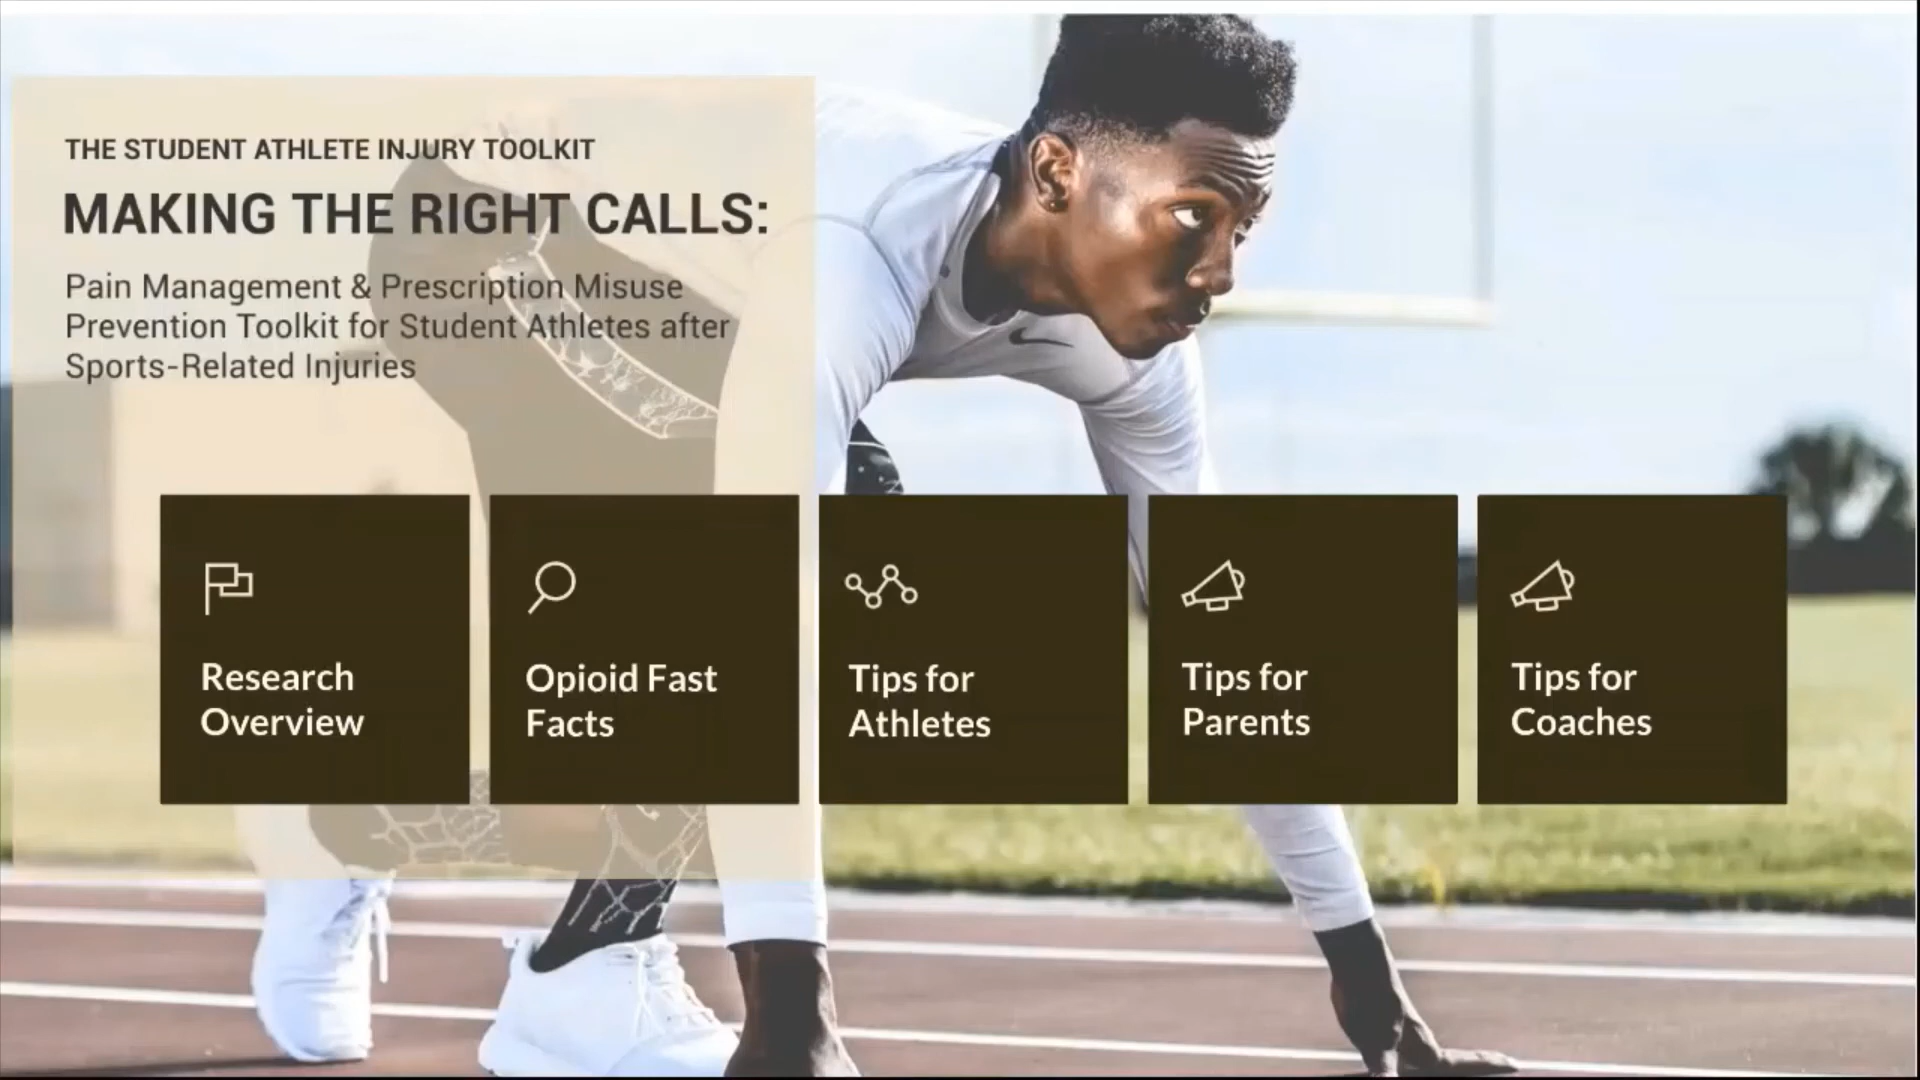 THE STUDENT ATHLETE INJURY TOOLKIT
MAKING THE RIGHT CALLS:
Pain Management & Prescription Misuse
Prevention Toolkit for Student Athletes after
Sports-Related Injuries
Research
Overview
Opioid Fast
Facts
Tips for
Athletes
Tips for
Parents
Tips for
Coaches